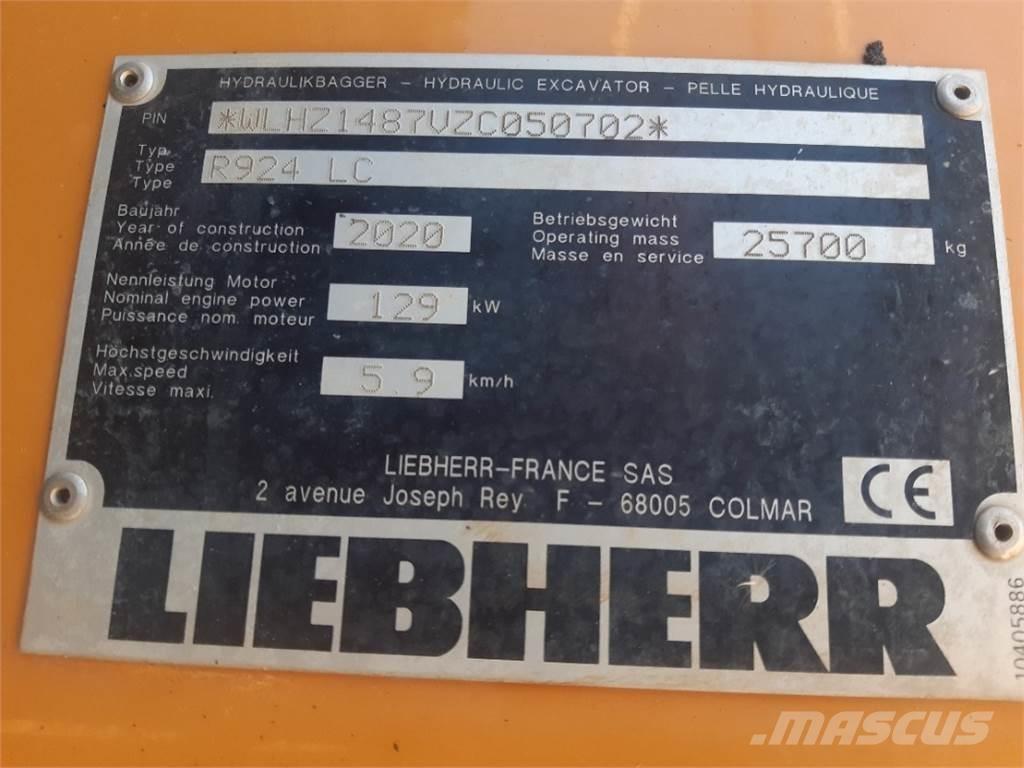 HYDRAULIKBAGGER – HYDRAULIC EXCAVATOR – PELLE HYDRAULIQUE
PIN *WLHZ1487VZC050702*
Typ
Type
Type
R924 LC
Baujahr
Year of construction
Année de construction
2020
Betriebsgewicht
Operating mass
Masse en service
25700 kg
Nennleistung Motor
Nominal engine power
Puissance nom. moteur
129 kW
Höchstgeschwindigkeit
Max.speed
Vitesse maxi.
5.9 km/h
LIEBHERR–FRANCE SAS
2 avenue Joseph Rey F – 68005 COLMAR
CE
LIEBHERR
10405886
MASCUS